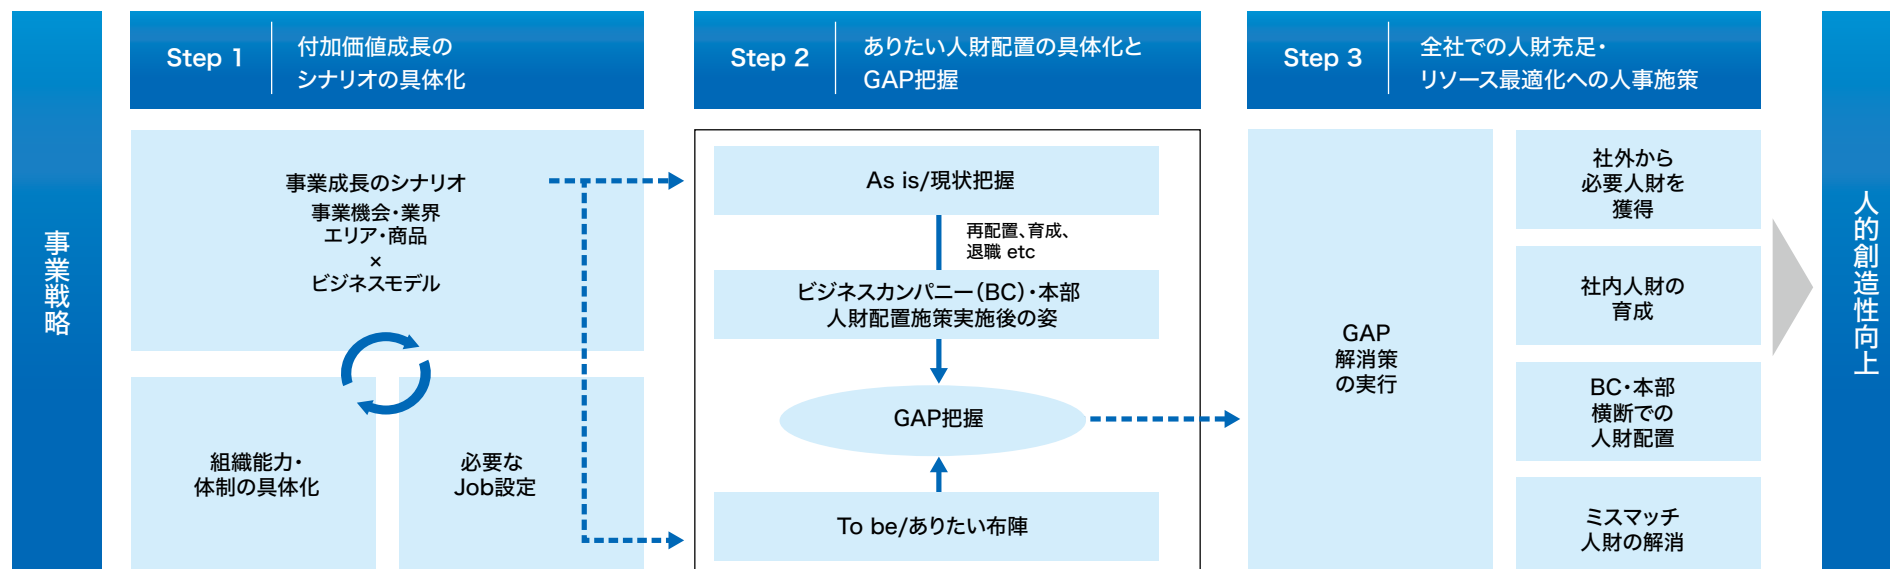 事業戦略
Step 1
付加価値成長の
シナリオの具体化
事業成長のシナリオ
事業機会・業界
エリア・商品
×
ビジネスモデル
組織能力・
体制の具体化
必要な
Job設定
Step 2
ありたい人財配置の具体化と
GAP把握
As is/現状把握
再配置、育成、
退職 etc
ビジネスカンパニー(BC)・本部
人財配置施策実施後の姿
GAP把握
To be/ありたい布陣
Step 3
全社での人財充足・
リソース最適化への人事施策
GAP
解消策
の実行
社外から
必要人財を
獲得
社内人財の
育成
BC・本部
横断での
人財配置
ミスマッチ
人財の解消
人的創造性向上